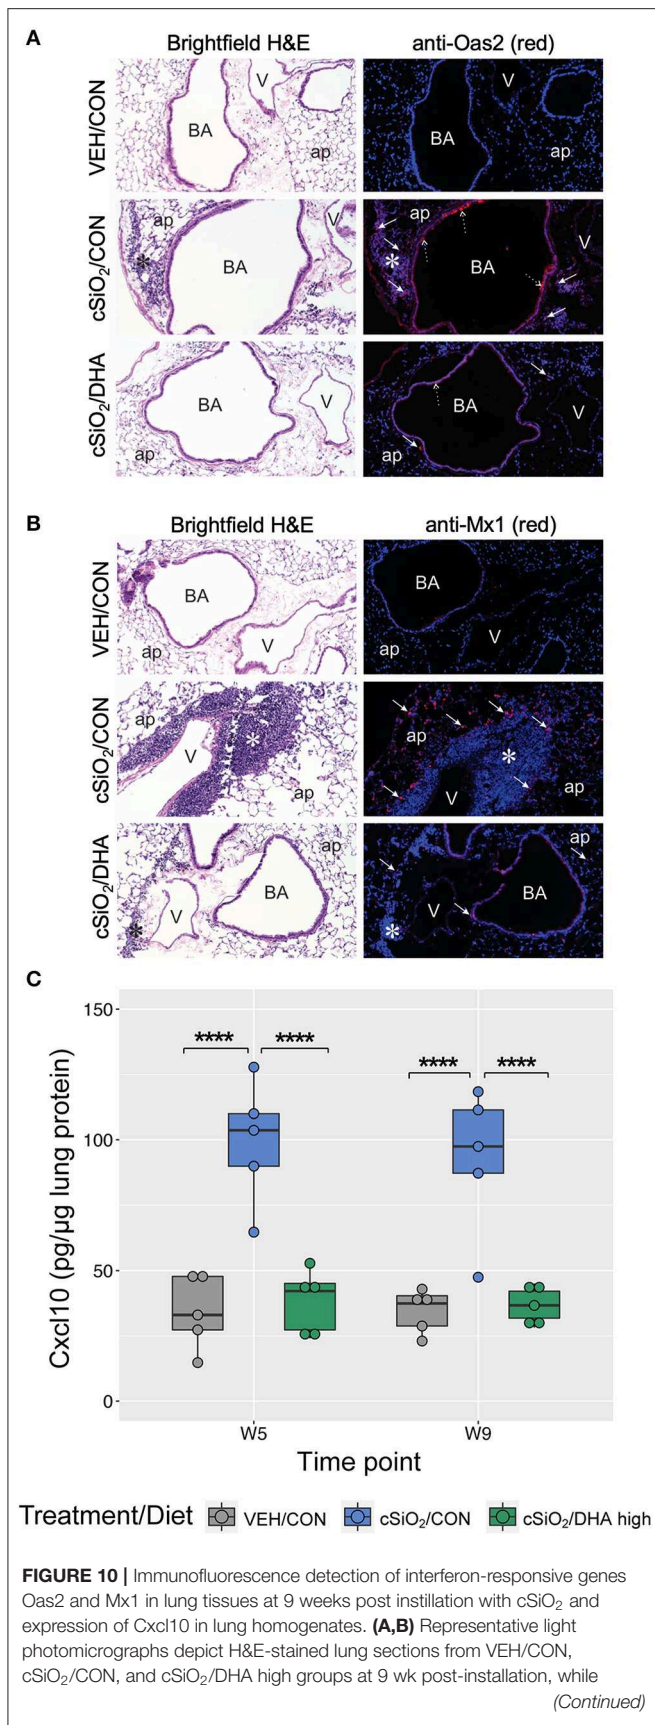 A
Brightfield H&E
anti-Oas2 (red)
VEH/CON
BA
V
ap
BA
V
ap
cSiO₂/CON
ap
V
*
BA
ap
V
*
BA
cSiO₂/DHA
BA
V
ap
BA
V
ap
B
Brightfield H&E
anti-Mx1 (red)
VEH/CON
BA
V
ap
BA
V
ap
cSiO₂/CON
ap
*
V
ap
ap
*
V
ap
cSiO₂/DHA
ap
BA
V
*
ap
BA
V
*
C
Cxcl10 (pg/µg lung protein)
150
100
50
0
**** ****
**** ****
W5 W9
Time point
Treatment/Diet VEH/CON cSiO₂/CON cSiO₂/DHA high
FIGURE 10 | Immunofluorescence detection of interferon-responsive genes
Oas2 and Mx1 in lung tissues at 9 weeks post instillation with cSiO₂ and
expression of Cxcl10 in lung homogenates. (A,B) Representative light
photomicrographs depict H&E-stained lung sections from VEH/CON,
cSiO₂/CON, and cSiO₂/DHA high groups at 9 wk post-installation, while
(Continued)